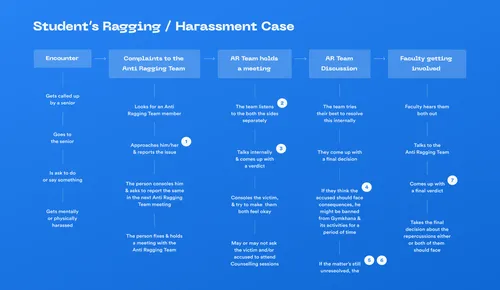 Student's Ragging / Harassment Case
Encounter
Gets called up
by a senior
Goes to
the senior
Is ask to do
or say something
Gets mentally
or physically
harassed
Complaints to the
Anti Ragging Team
Looks for an Anti
Ragging Team member
Approaches him/her
& reports the issue
1
The person consoles him
& asks to report the same
in the next Anti Ragging
Team meeting
The person fixes & holds
a meeting with the
Anti Ragging Team
AR Team holds
a meeting
The team listens
to the both the sides
separately
2
Talks internally
& comes up with
a verdict
3
Consoles the victim,
& try to make them
both feel okay
May or may not ask
the victim and/or
accused to attend
Counselling sessions
AR Team
Discussion
The team tries
their best to resolve
this internally
They come up with
a final decision
If they think the
accused should face
consequences, he
might be banned
from Gymkhana &
its activities for a
period of time
4
If the matter's still
unresolved, the
5
6
Faculty getting
involved
Faculty hears them
both out
Talks to the
Anti Ragging Team
Comes up with
a final verdict
7
Takes the final
decision about the
repercussions either
or both of them
should face